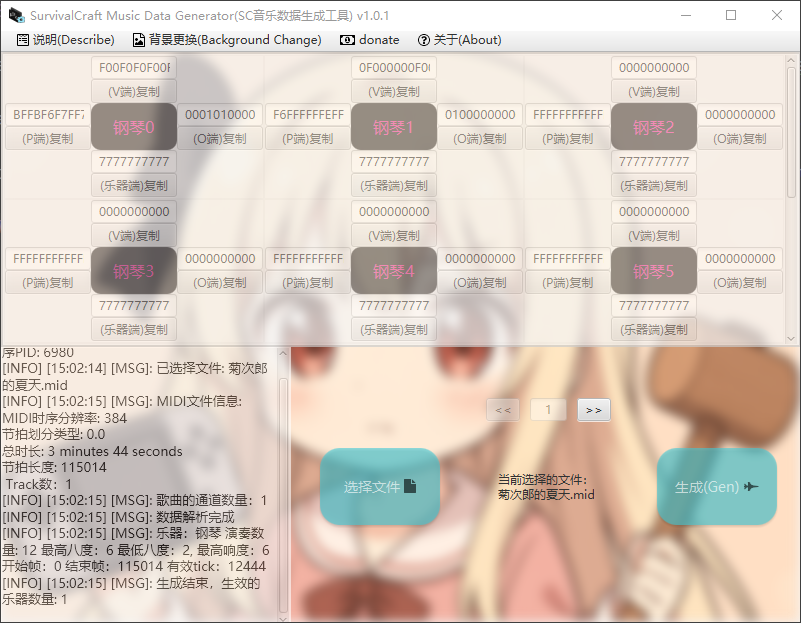 SurvivalCraft Music Data Generator(SC音乐数据生成工具) v1.0.1
说明(Describe) 背景更换(Background Change) donate 关于(About)
F00F0F0F00F 0F000000F0 0000000000
(V端)复制 (V端)复制 (V端)复制
BFFBF6F7FF7 钢琴0 0001010000 F6FFFFFFEFF 钢琴1 0100000000 FFFFFFFFFFF 钢琴2 0000000000
(P端)复制 (O端)复制 (P端)复制 (O端)复制 (P端)复制 (O端)复制
7777777777 7777777777 7777777777
(乐器端)复制 (乐器端)复制 (乐器端)复制
0000000000 0000000000 0000000000
(V端)复制 (V端)复制 (V端)复制
FFFFFFFFFFF 钢琴3 0000000000 FFFFFFFFFFF 钢琴4 0000000000 FFFFFFFFFFF 钢琴5 0000000000
(P端)复制 (O端)复制 (P端)复制 (O端)复制 (P端)复制 (O端)复制
7777777777 7777777777 7777777777
(乐器端)复制 (乐器端)复制 (乐器端)复制
序PID: 6980
[INFO] [15:02:14] [MSG]: 已选择文件: 菊次郎
的夏天.mid
[INFO] [15:02:15] [MSG]: MIDI文件信息:
MIDI时序分辨率: 384
节拍划分类型: 0.0
总时长: 3 minutes 44 seconds
节拍长度: 115014
Track数：1
[INFO] [15:02:15] [MSG]: 歌曲的通道数量：1
[INFO] [15:02:15] [MSG]: 数据解析完成
[INFO] [15:02:15] [MSG]: 乐器：钢琴 演奏数
量: 12 最高八度：6 最低八度：2, 最高响度：6
开始帧：0 结束帧：115014 有效tick：12444
[INFO] [15:02:15] [MSG]: 生成结束，生效的
乐器数量: 1
<< 1 >>
选择文件
当前选择的文件：
菊次郎的夏天.mid
生成(Gen)